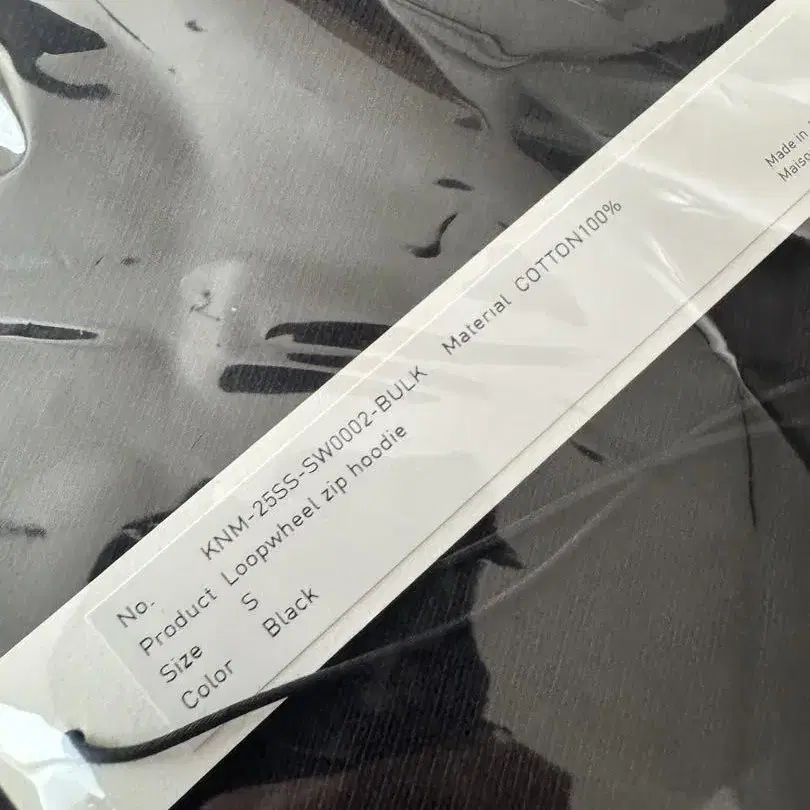 No. KNM-25SS-SW0002-BULK Material COTTON100%
Product Loopwheel zip hoodie
Size S
Color Black
Made in